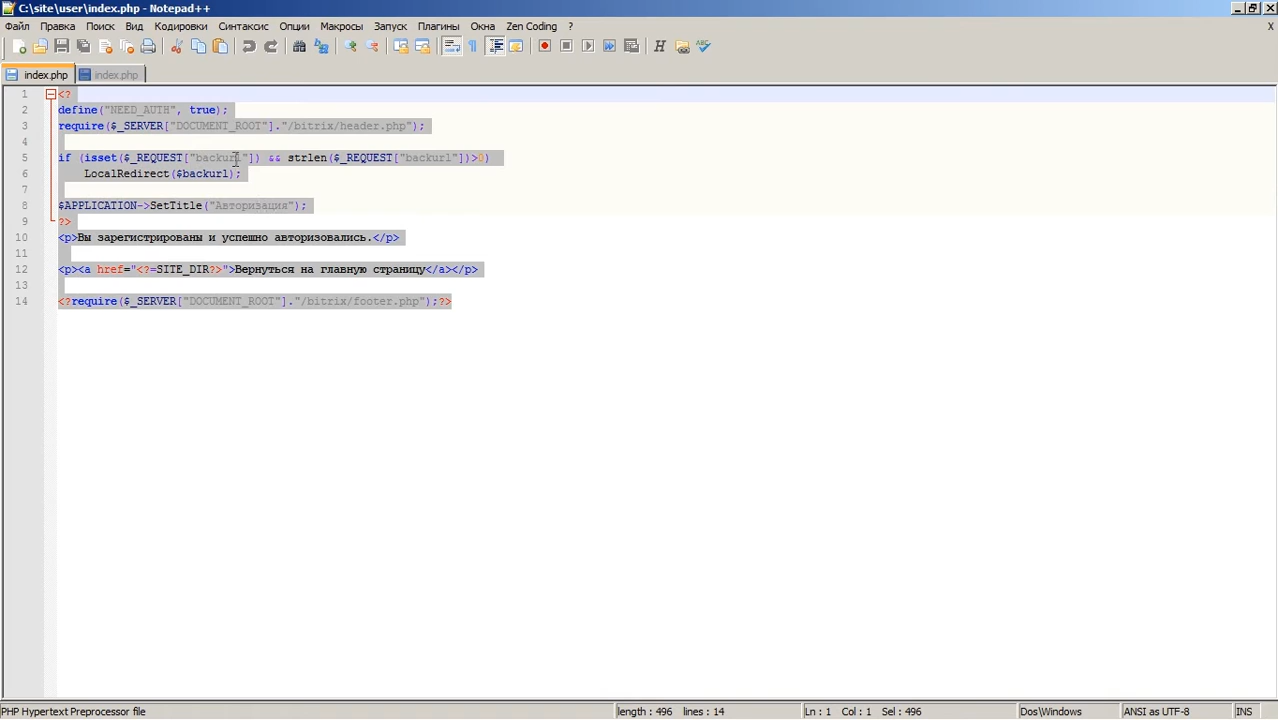 C:\site\user\index.php - Notepad++
Файл Правка Поиск Вид Кодировки Синтаксис Опции Макросы Запуск Плагины Окна Zen Coding ? X
index.php index.php
1 <?
2 define("NEED_AUTH", true);
3 require($_SERVER["DOCUMENT_ROOT"]."/bitrix/header.php");
4
5 if (isset($_REQUEST["backurl"]) && strlen($_REQUEST["backurl"])>0)
6 LocalRedirect($backurl);
7
8 $APPLICATION->SetTitle("Авторизация");
9 ?>
10 <p>Вы зарегистрированы и успешно авторизовались.</p>
11
12 <p><a href="<?=SITE_DIR?>">Вернуться на главную страницу</a></p>
13
14 <?require($_SERVER["DOCUMENT_ROOT"]."/bitrix/footer.php");?>
PHP Hypertext Preprocessor file length : 496 lines : 14 Ln : 1 Col : 1 Sel : 496 Dos\Windows ANSI as UTF-8 INS